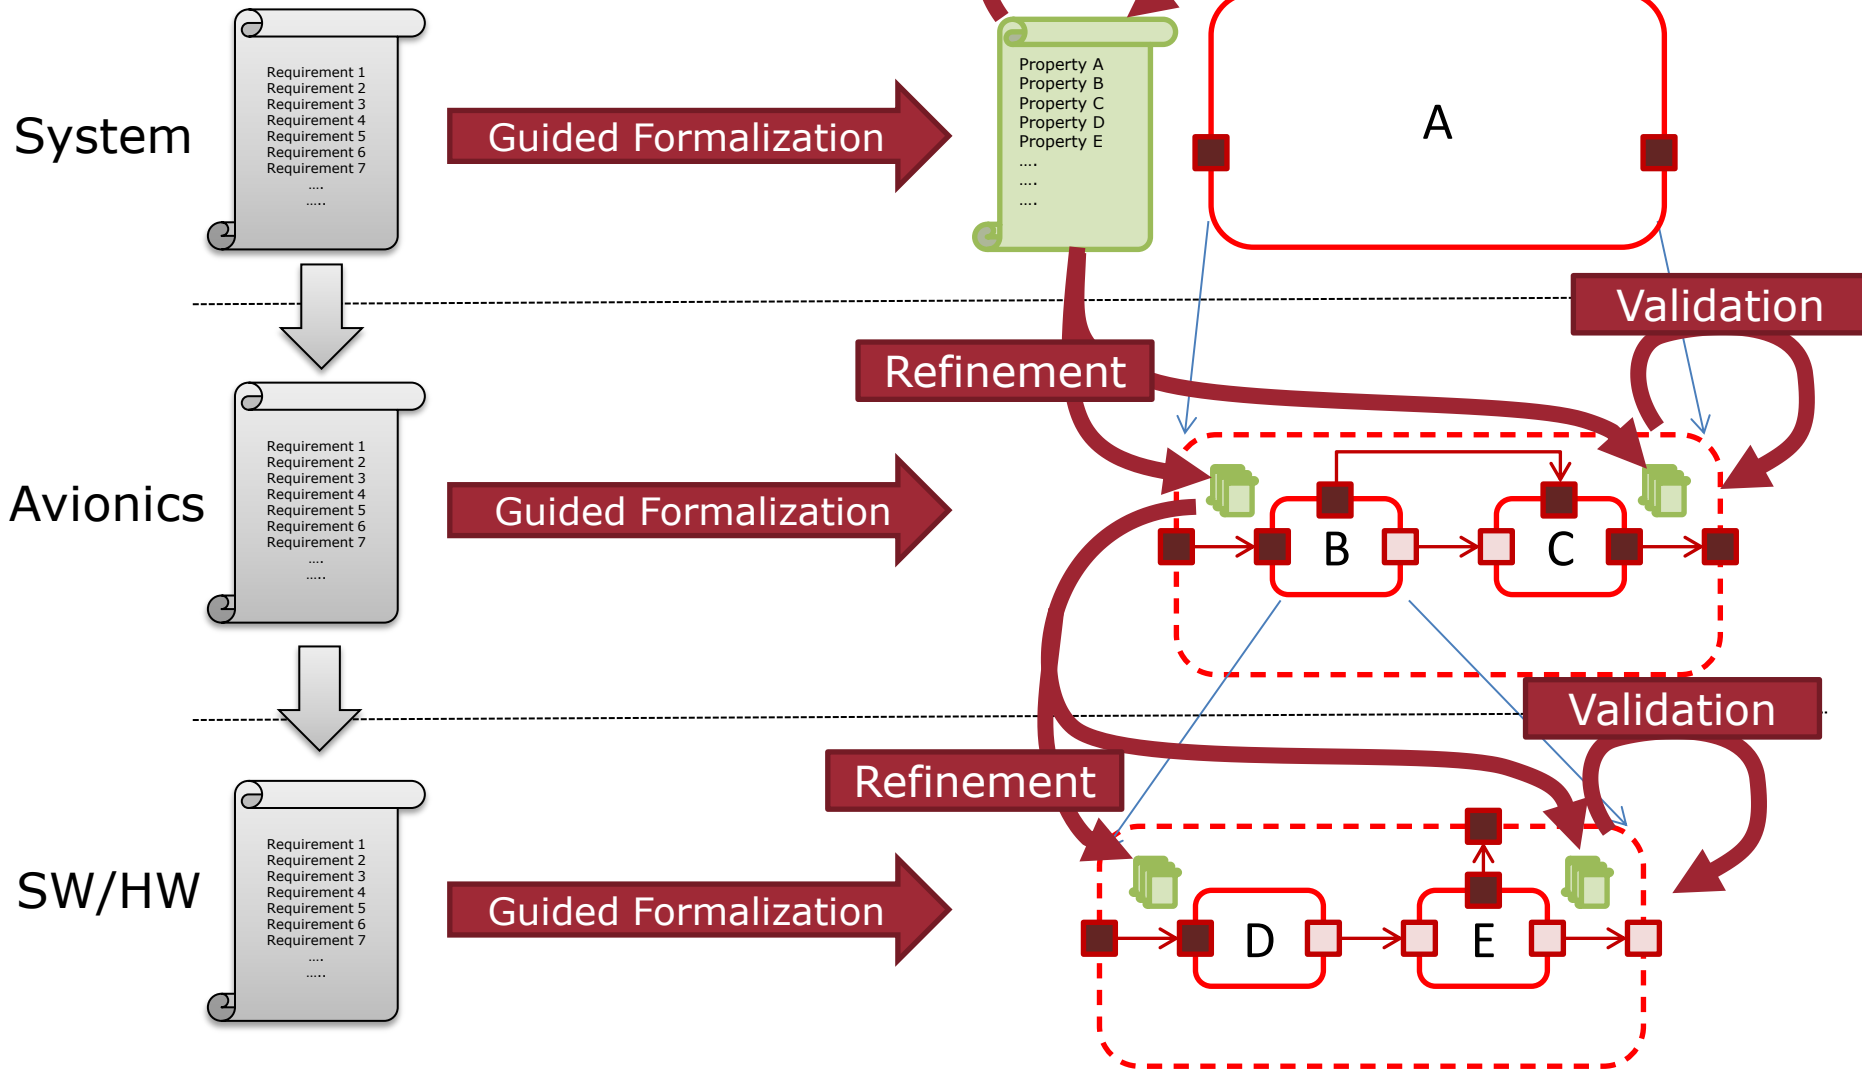 System
Requirement 1
Requirement 2
Requirement 3
Requirement 4
Requirement 5
Requirement 6
Requirement 7
….
…..
Guided Formalization
Property A
Property B
Property C
Property D
Property E
….
….
….
A
Validation
Refinement
Avionics
Requirement 1
Requirement 2
Requirement 3
Requirement 4
Requirement 5
Requirement 6
Requirement 7
….
…..
Guided Formalization
B
C
Validation
Refinement
SW/HW
Requirement 1
Requirement 2
Requirement 3
Requirement 4
Requirement 5
Requirement 6
Requirement 7
….
…..
Guided Formalization
D
E